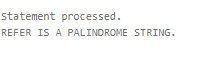 Statement processed.
REFER IS A PALINDROME STRING.